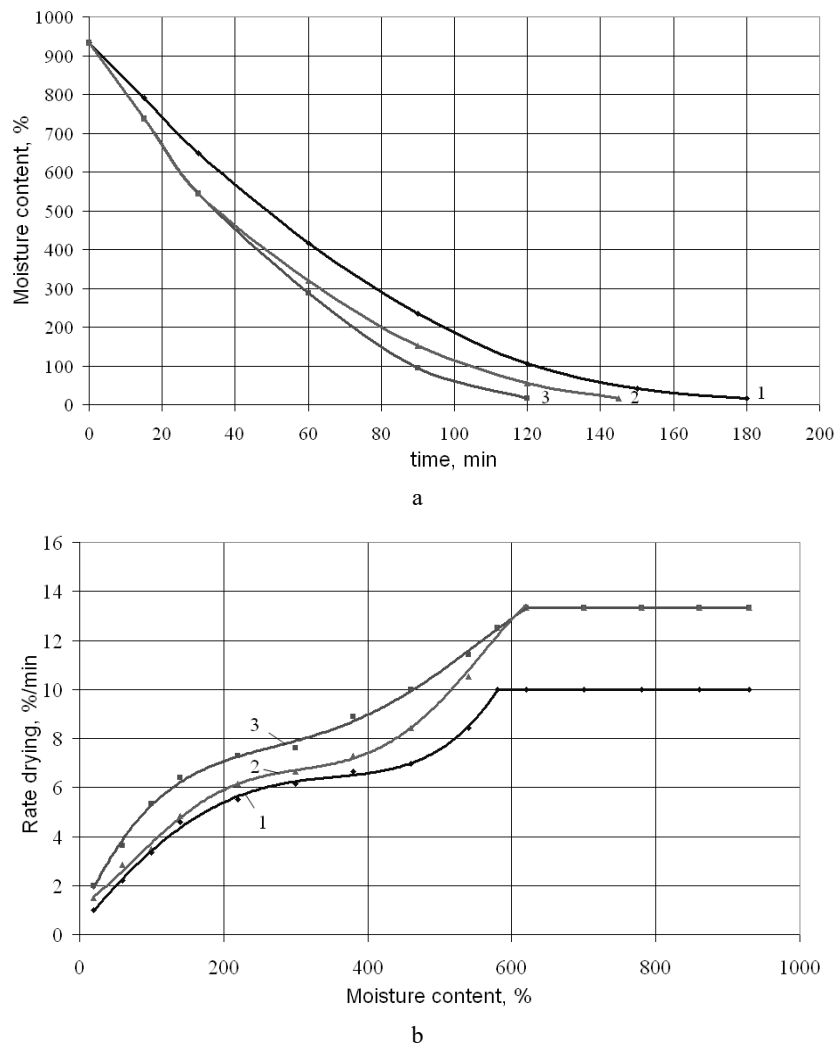 1000
900
800
700
600
500
400
300
200
100
0
Moisture content, %
0 20 40 60 80 100 120 140 160 180 200
3 2 1
time, min
a
16
14
12
10
8
6
4
2
0
Rate drying, %/min
3
2
1
0 200 400 600 800 1000
Moisture content, %
b